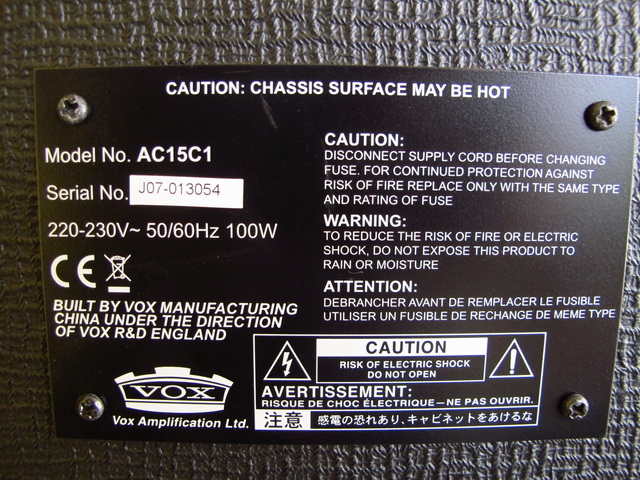 CAUTION: CHASSIS SURFACE MAY BE HOT
Model No. AC15C1
Serial No. J07-013054
220-230V~ 50/60Hz 100W
CE
BUILT BY VOX MANUFACTURING
CHINA UNDER THE DIRECTION
OF VOX R&D ENGLAND
VOX
Vox Amplification Ltd.
CAUTION:
DISCONNECT SUPPLY CORD BEFORE CHANGING
FUSE. FOR CONTINUED PROTECTION AGAINST
RISK OF FIRE REPLACE ONLY WITH THE SAME TYPE
AND RATING OF FUSE
WARNING:
TO REDUCE THE RISK OF FIRE OR ELECTRIC
SHOCK, DO NOT EXPOSE THIS PRODUCT TO
RAIN OR MOISTURE
ATTENTION:
DEBRANCHER AVANT DE REMPLACER LE FUSIBLE
UTILISER UN FUSIBLE DE RECHANGE DE MEME TYPE
CAUTION
RISK OF ELECTRIC SHOCK
DO NOT OPEN
AVERTISSEMENT:
RISQUE DE CHOC ÉLECTRIQUE—NE PAS OUVRIR.
注意 感電の恐れあり、キャビネットをあけるな